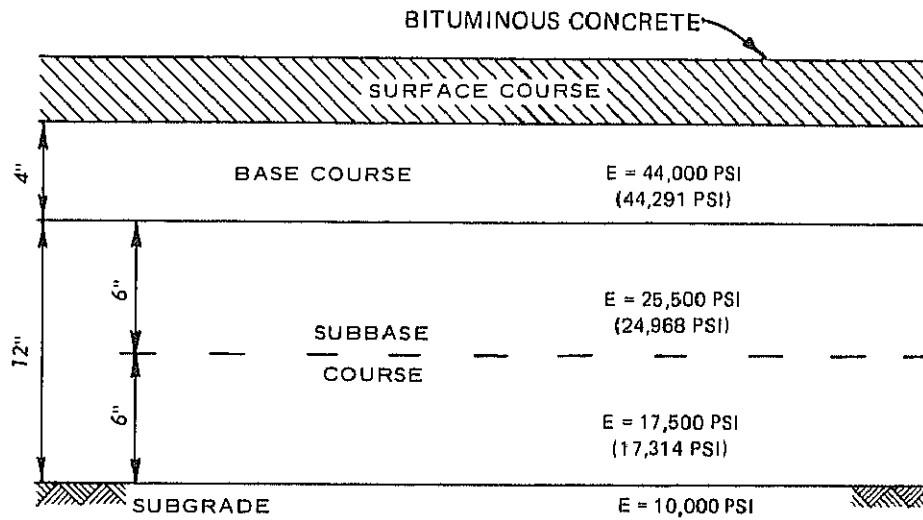 BITUMINOUS CONCRETE
SURFACE COURSE
4"
BASE COURSE
E = 44,000 PSI
(44,291 PSI)
12"
6"
E = 25,500 PSI
(24,968 PSI)
SUBBASE
COURSE
6"
E = 17,500 PSI
(17,314 PSI)
SUBGRADE
E = 10,000 PSI